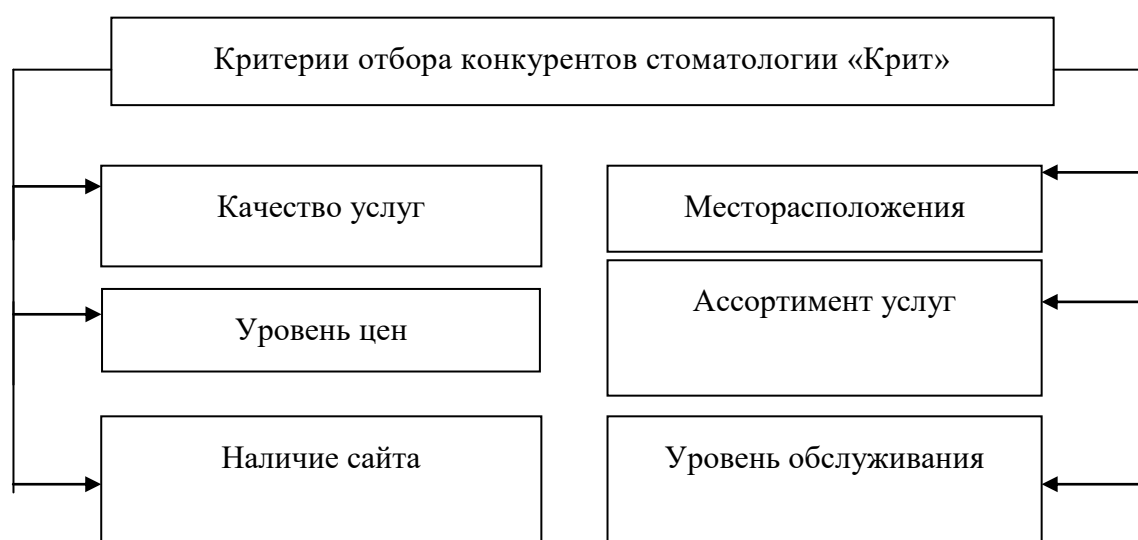 Критерии отбора конкурентов стоматологии «Крит»
Качество услуг
Месторасположения
Ассортимент услуг
Уровень цен
Наличие сайта
Уровень обслуживания